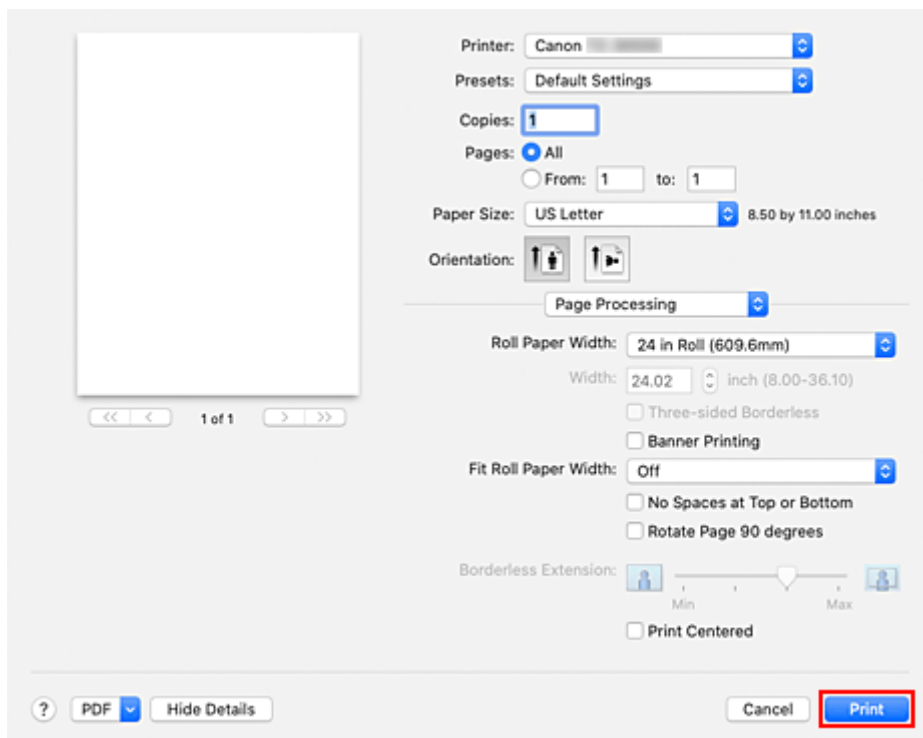 Printer: Canon
Presets: Default Settings
Copies: 1
Pages: All
From: 1 to: 1
Paper Size: US Letter 8.50 by 11.00 inches
Orientation:
Page Processing
Roll Paper Width: 24 in Roll (609.6mm)
Width: 24.02 inch (8.00-36.10)
Three-sided Borderless
<< < 1 of 1 > >>
Banner Printing
Fit Roll Paper Width: Off
No Spaces at Top or Bottom
Rotate Page 90 degrees
Borderless Extension:
Min Max
Print Centered
? PDF Hide Details Cancel Print